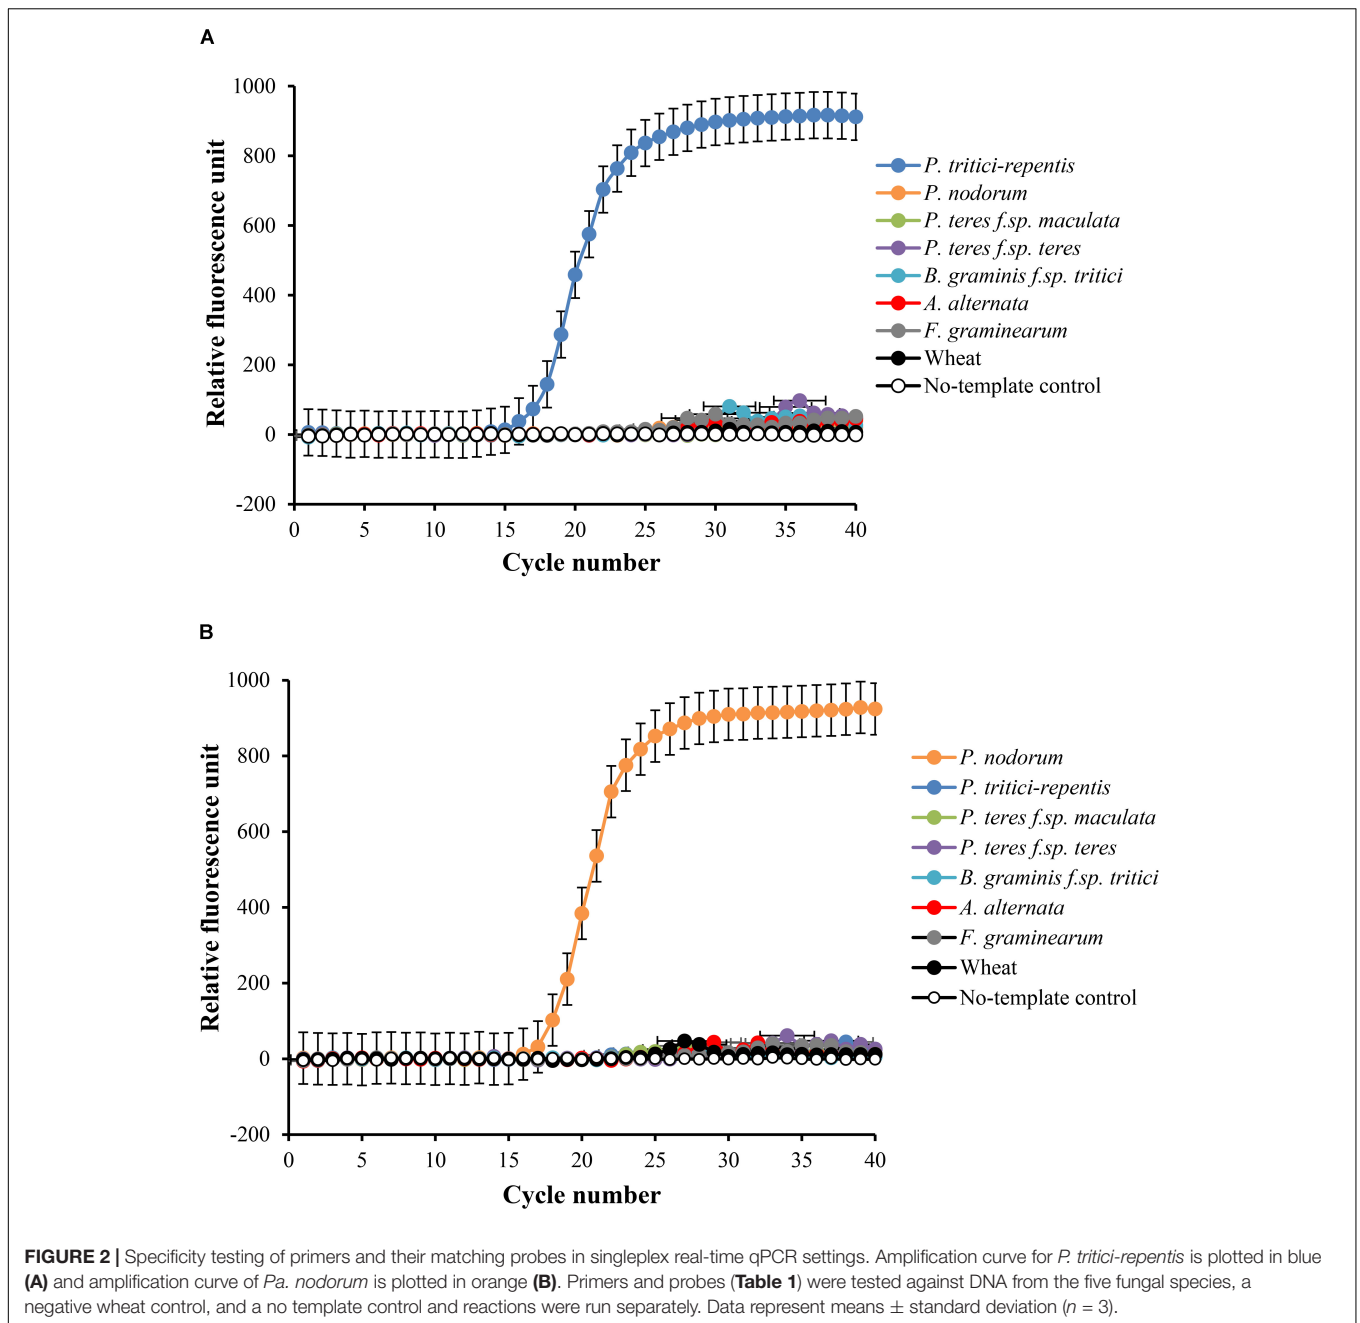 A
1000
800
600
400
200
0
-200
Relative fluorescence unit
0 5 10 15 20 25 30 35 40
Cycle number
P. tritici-repentis
P. nodorum
P. teres f.sp. maculata
P. teres f.sp. teres
B. graminis f.sp. tritici
A. alternata
F. graminearum
Wheat
No-template control
B
1000
800
600
400
200
0
-200
Relative fluorescence unit
0 5 10 15 20 25 30 35 40
Cycle number
P. nodorum
P. tritici-repentis
P. teres f.sp. maculata
P. teres f.sp. teres
B. graminis f.sp. tritici
A. alternata
F. graminearum
Wheat
No-template control
FIGURE 2 | Specificity testing of primers and their matching probes in singleplex real-time qPCR settings. Amplification curve for P. tritici-repentis is plotted in blue
(A) and amplification curve of Pa. nodorum is plotted in orange (B). Primers and probes (Table 1) were tested against DNA from the five fungal species, a
negative wheat control, and a no template control and reactions were run separately. Data represent means ± standard deviation (n = 3).